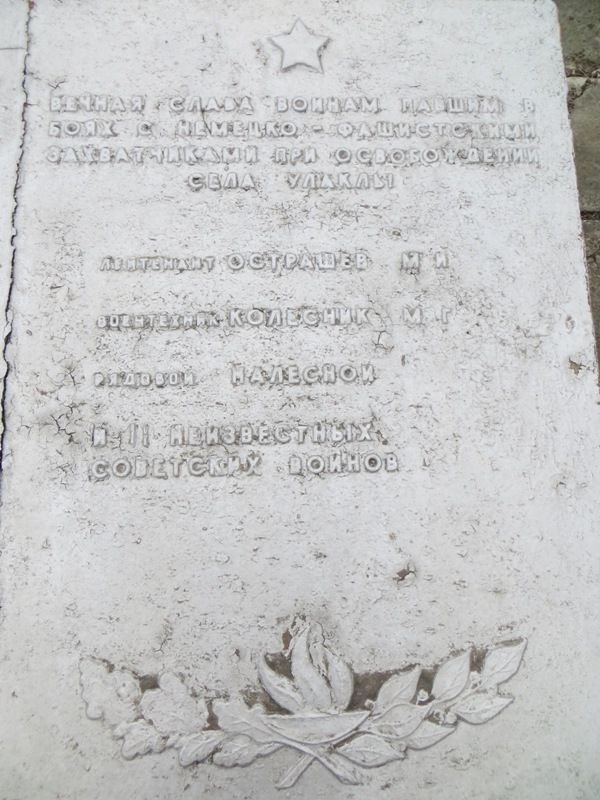 ВЕЧНАЯ СЛАВА ВОИНАМ ПАВШИМ В
БОЯХ С НЕМЕЦКО-ФАШИСТСКИМИ
ЗАХВАТЧИКАМИ ПРИ ОСВОБОЖДЕНИИ
СЕЛА УЛАКЛЫ
ЛЕЙТЕНАНТ ОСТРАШЕВ М И
ВОЕНТЕХНИК КОЛЕСНИК М. Г
РЯДОВОЙ НАЛЕСНОЙ
И 11 НЕИЗВЕСТНЫХ
СОВЕТСКИХ ВОИНОВ